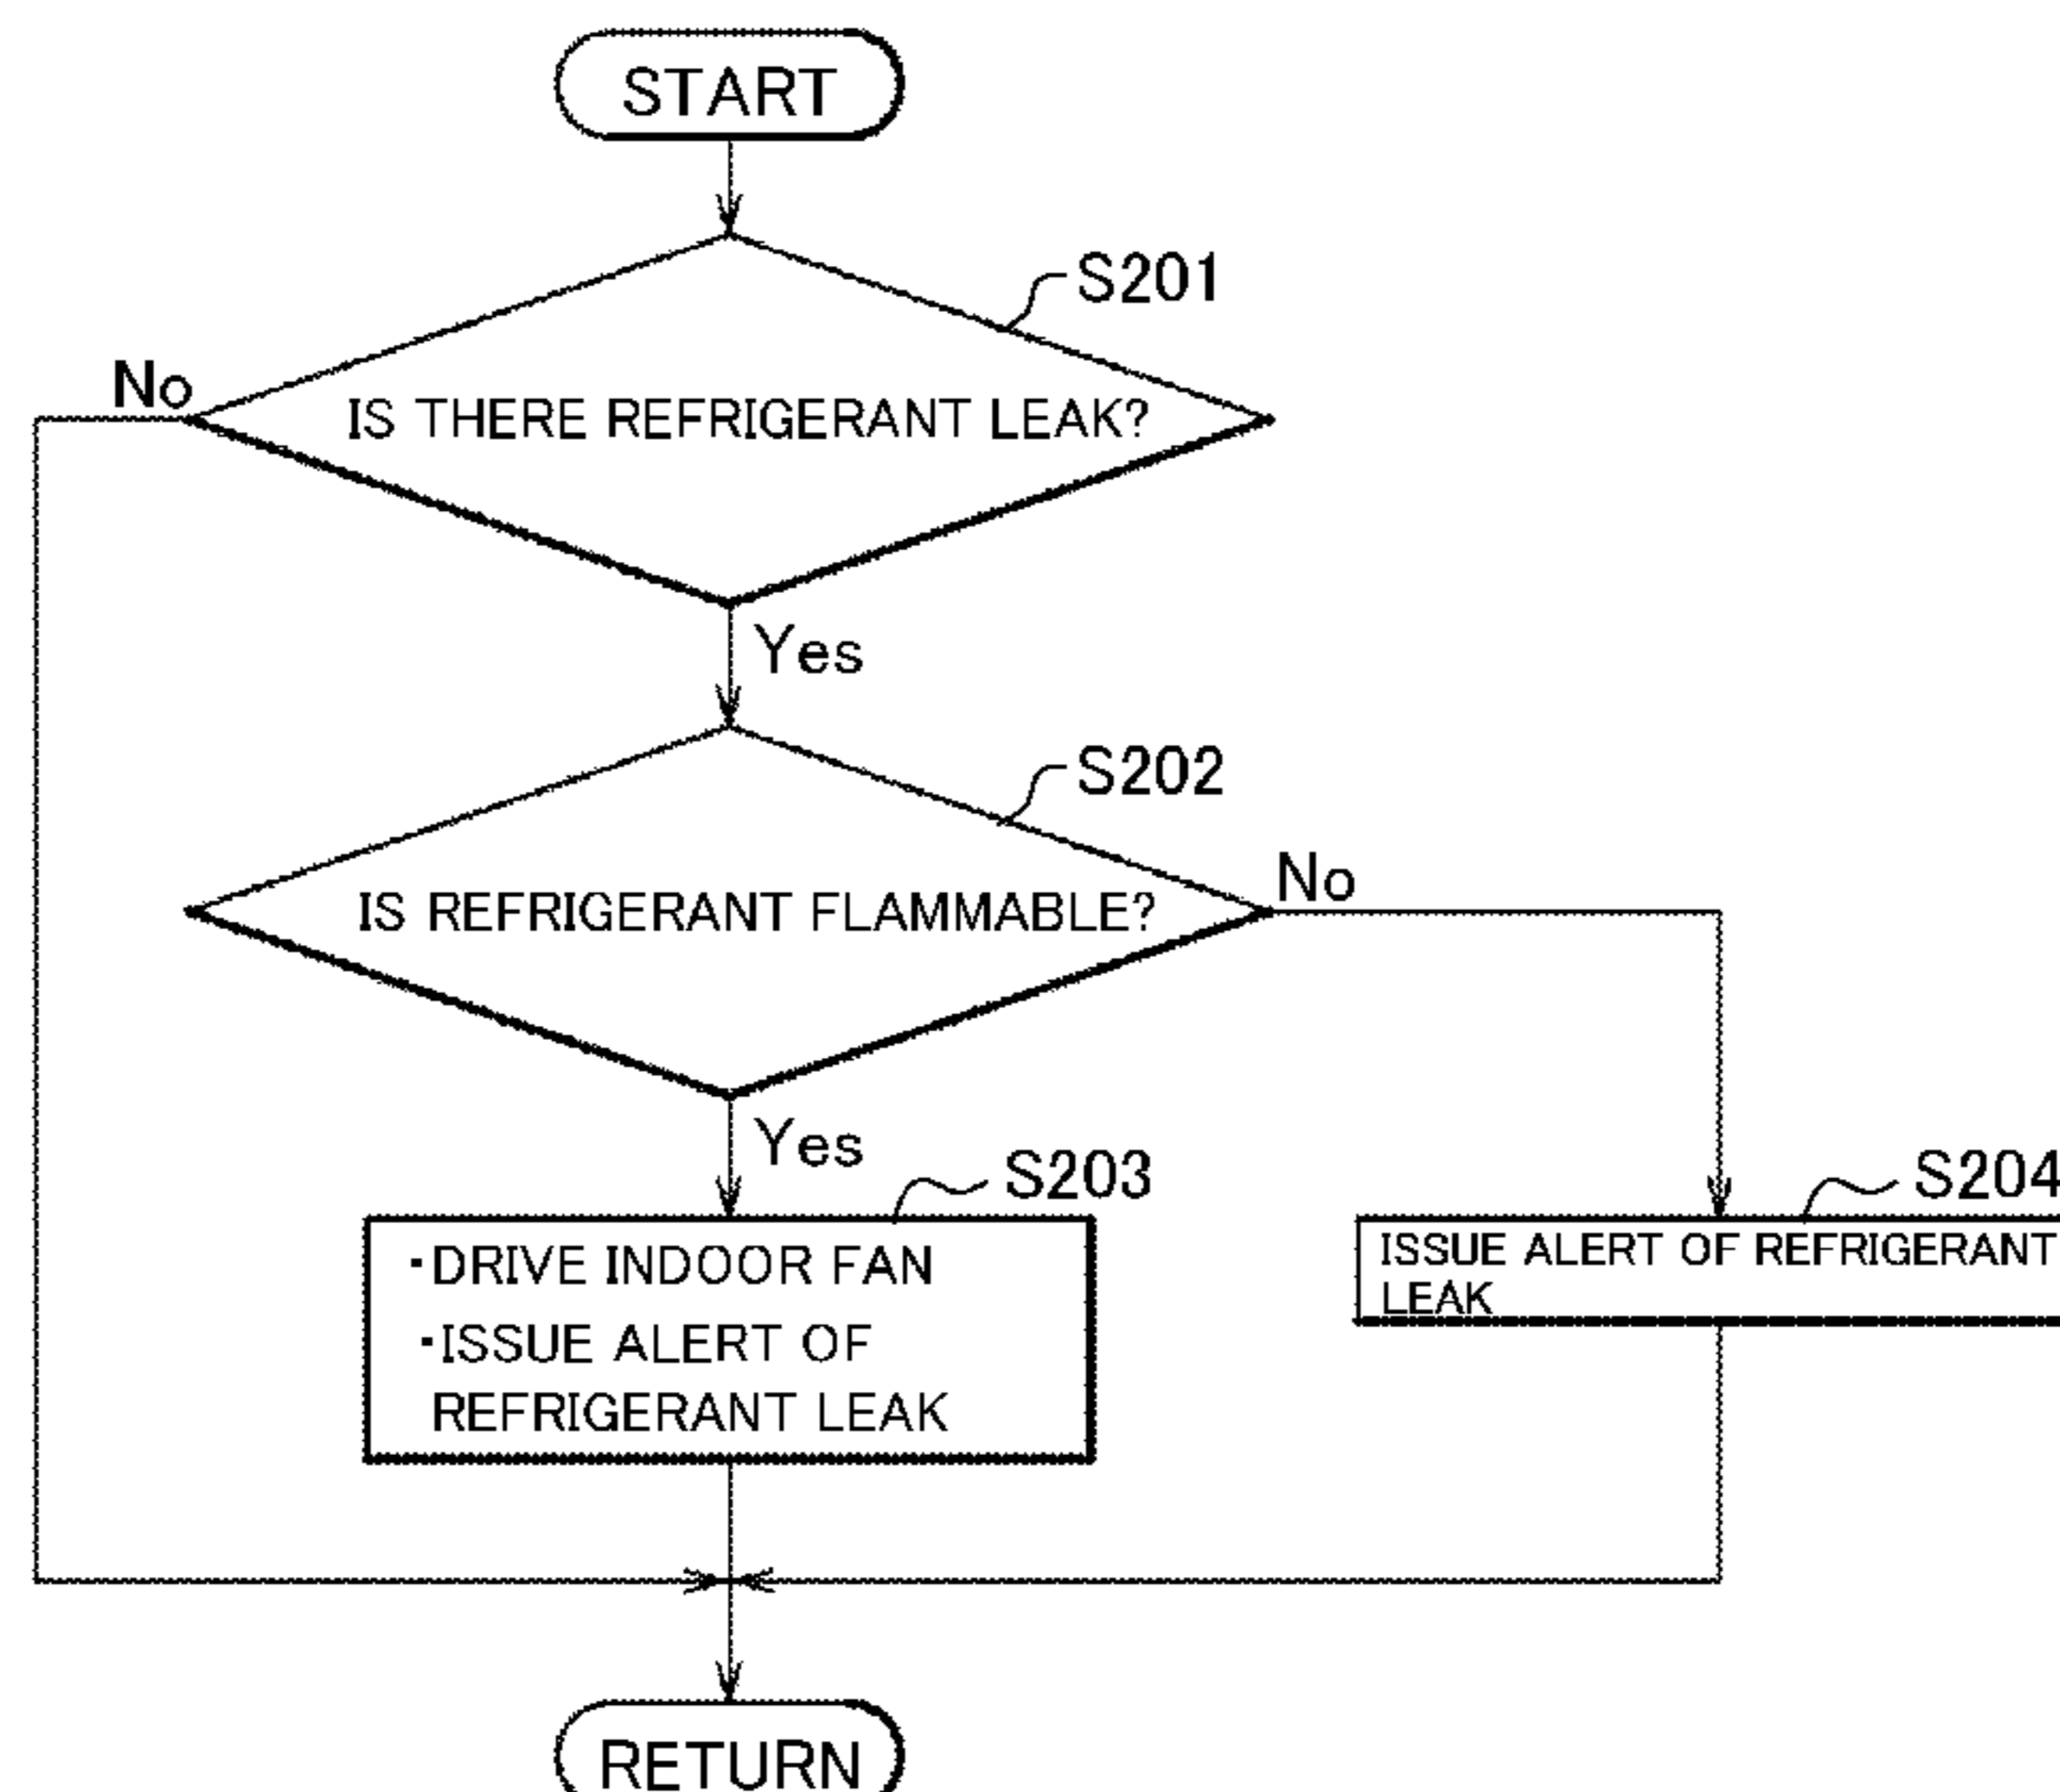 START
S201
No
IS THERE REFRIGERANT LEAK?
Yes
S202
No
IS REFRIGERANT FLAMMABLE?
Yes
S203
S204
・DRIVE INDOOR FAN
・ISSUE ALERT OF
REFRIGERANT LEAK
ISSUE ALERT OF REFRIGERANT
LEAK
RETURN